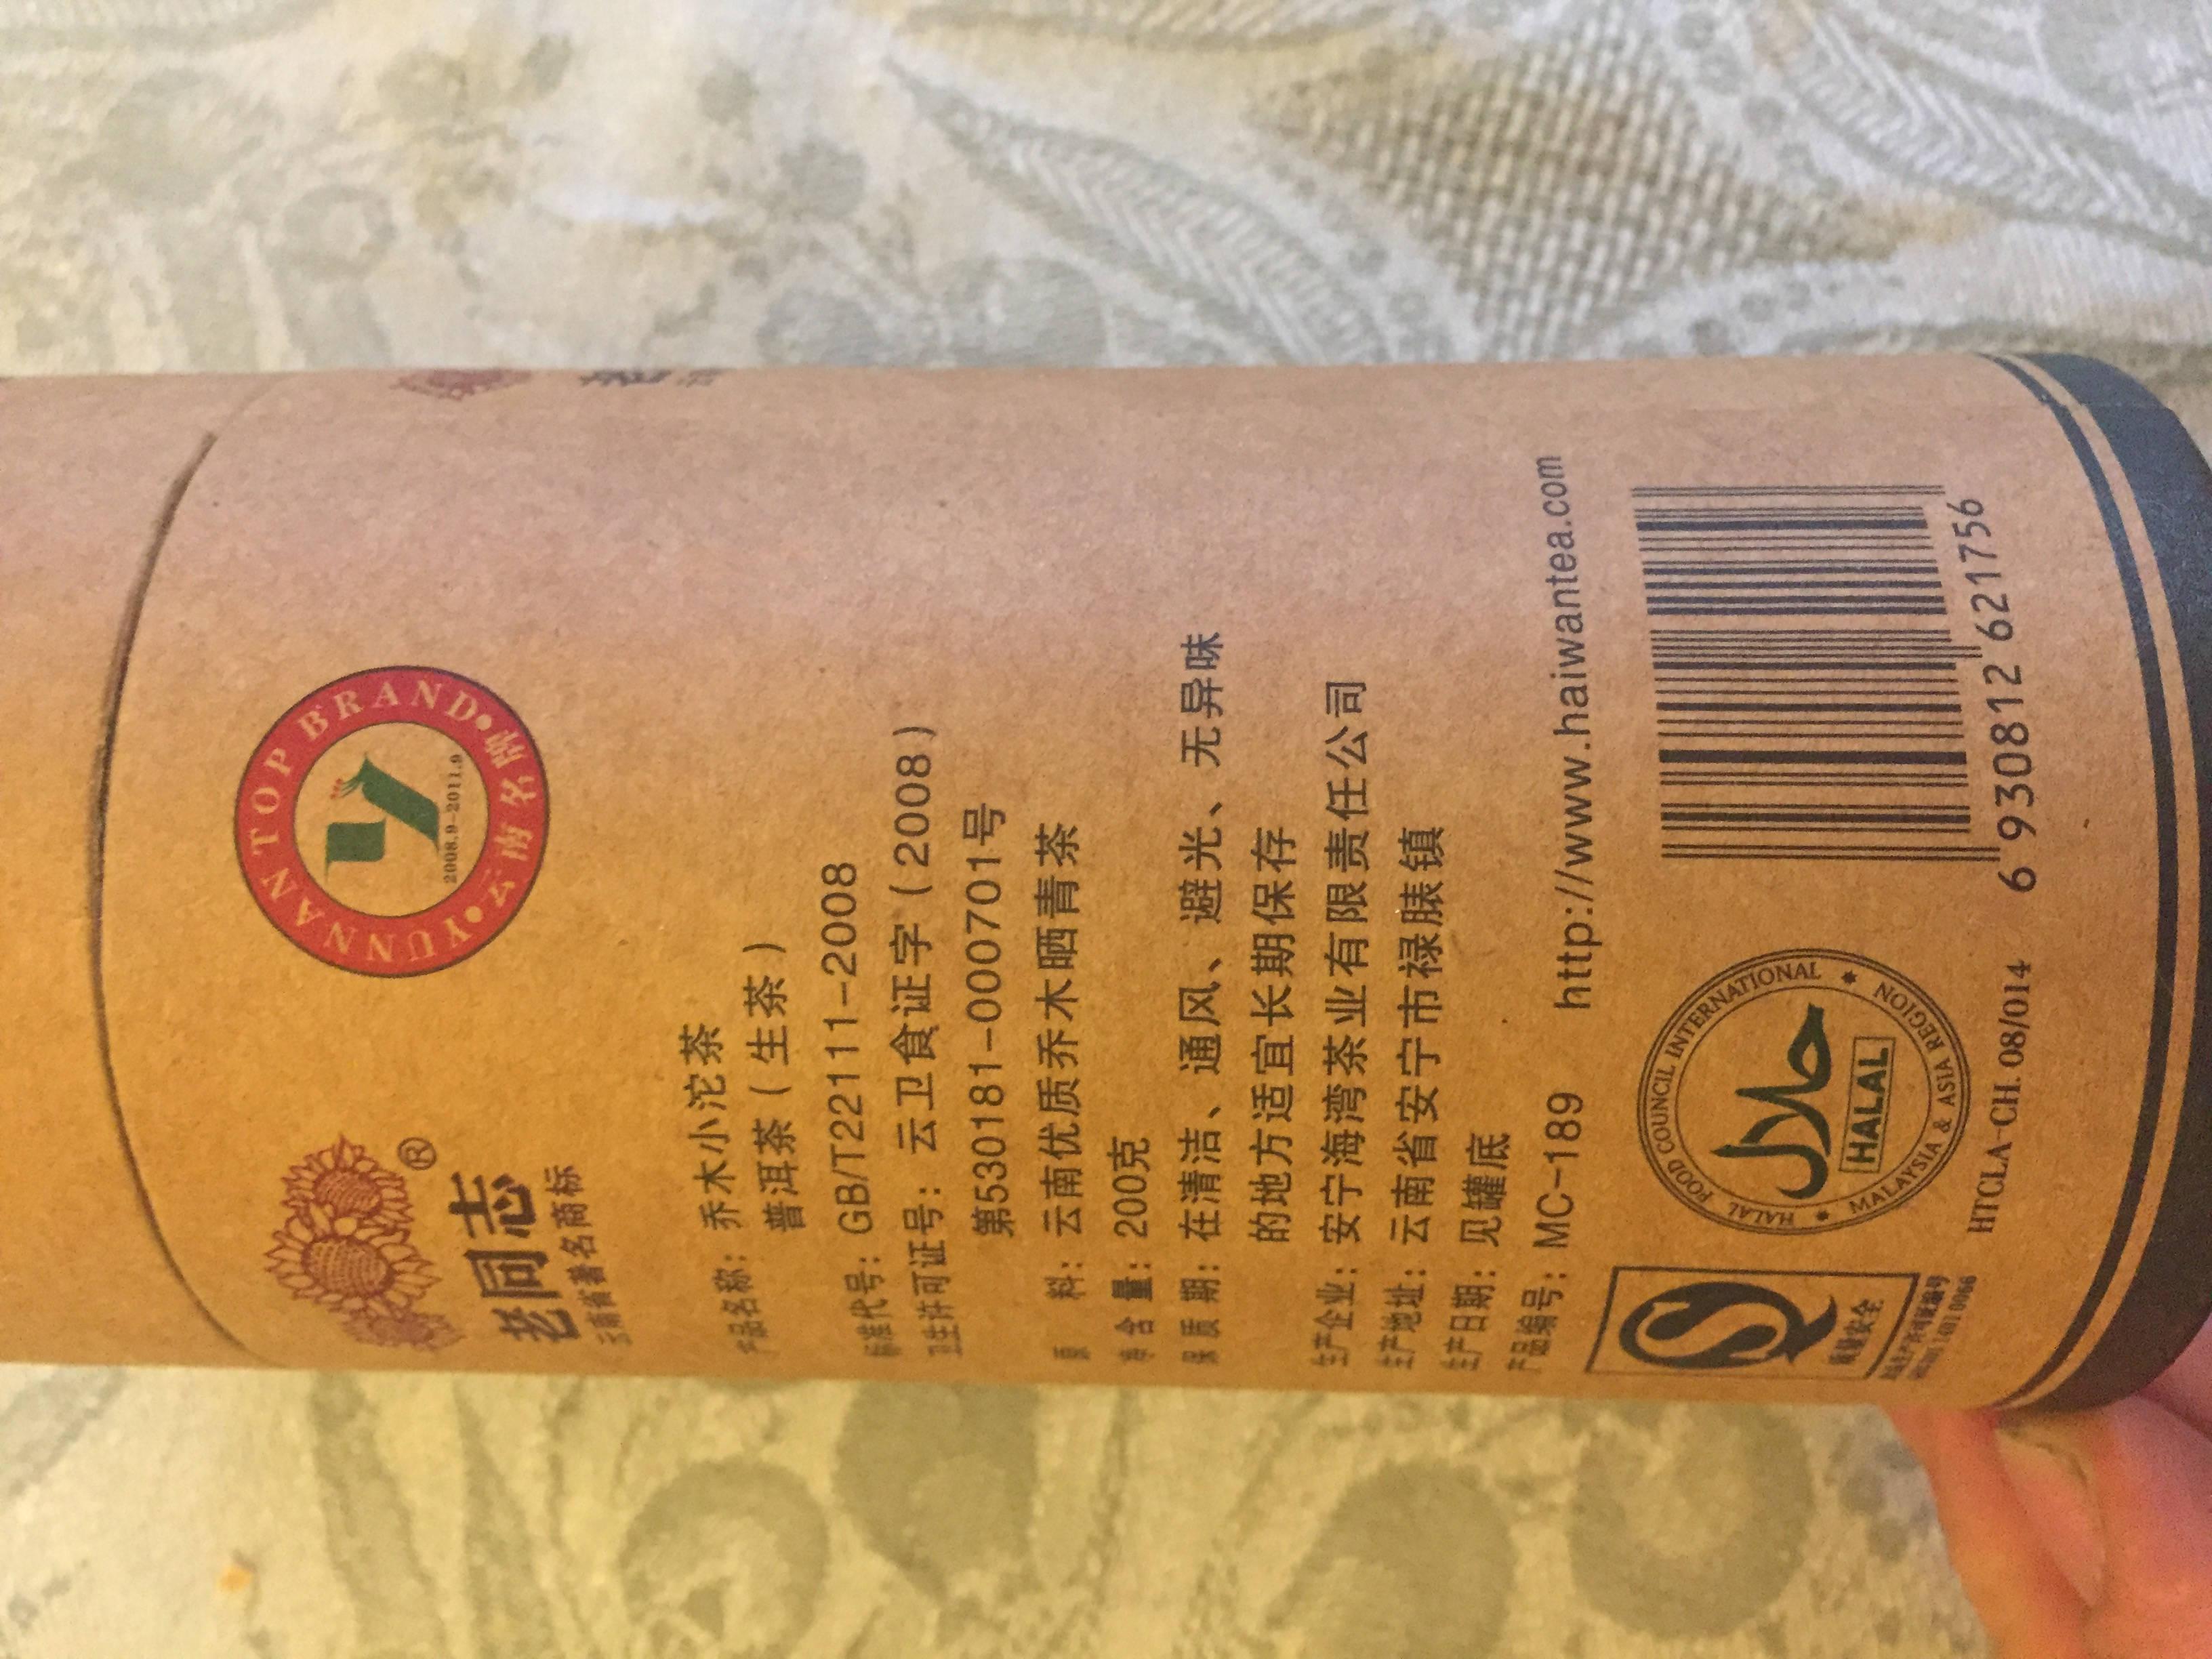 YUNNAN TOP BRAND
云南名牌
2008.9-2011.9
®
老同志
云南省著名商标
产品名称：乔木小沱茶
普洱茶（生茶）
标准代号：GB/T22111-2008
卫生许可证号：云卫食证字（2008）
第530181-000701号
原 料：云南优质乔木晒青茶
净 含 量：200克
保 质 期：在清洁、通风、避光、无异味
的地方适宜长期保存
生产企业：安宁海湾茶业有限责任公司
生产地址：云南省安宁市禄脿镇
生产日期：见罐底
产品编号：MC-189 http://www.haiwantea.com
质量安全
HALAL FOOD COUNCIL INTERNATIONAL
حلال
HALAL
MALAYSIA & ASIA REGION
HTCLA-CH. 08/014
6 930812 621756